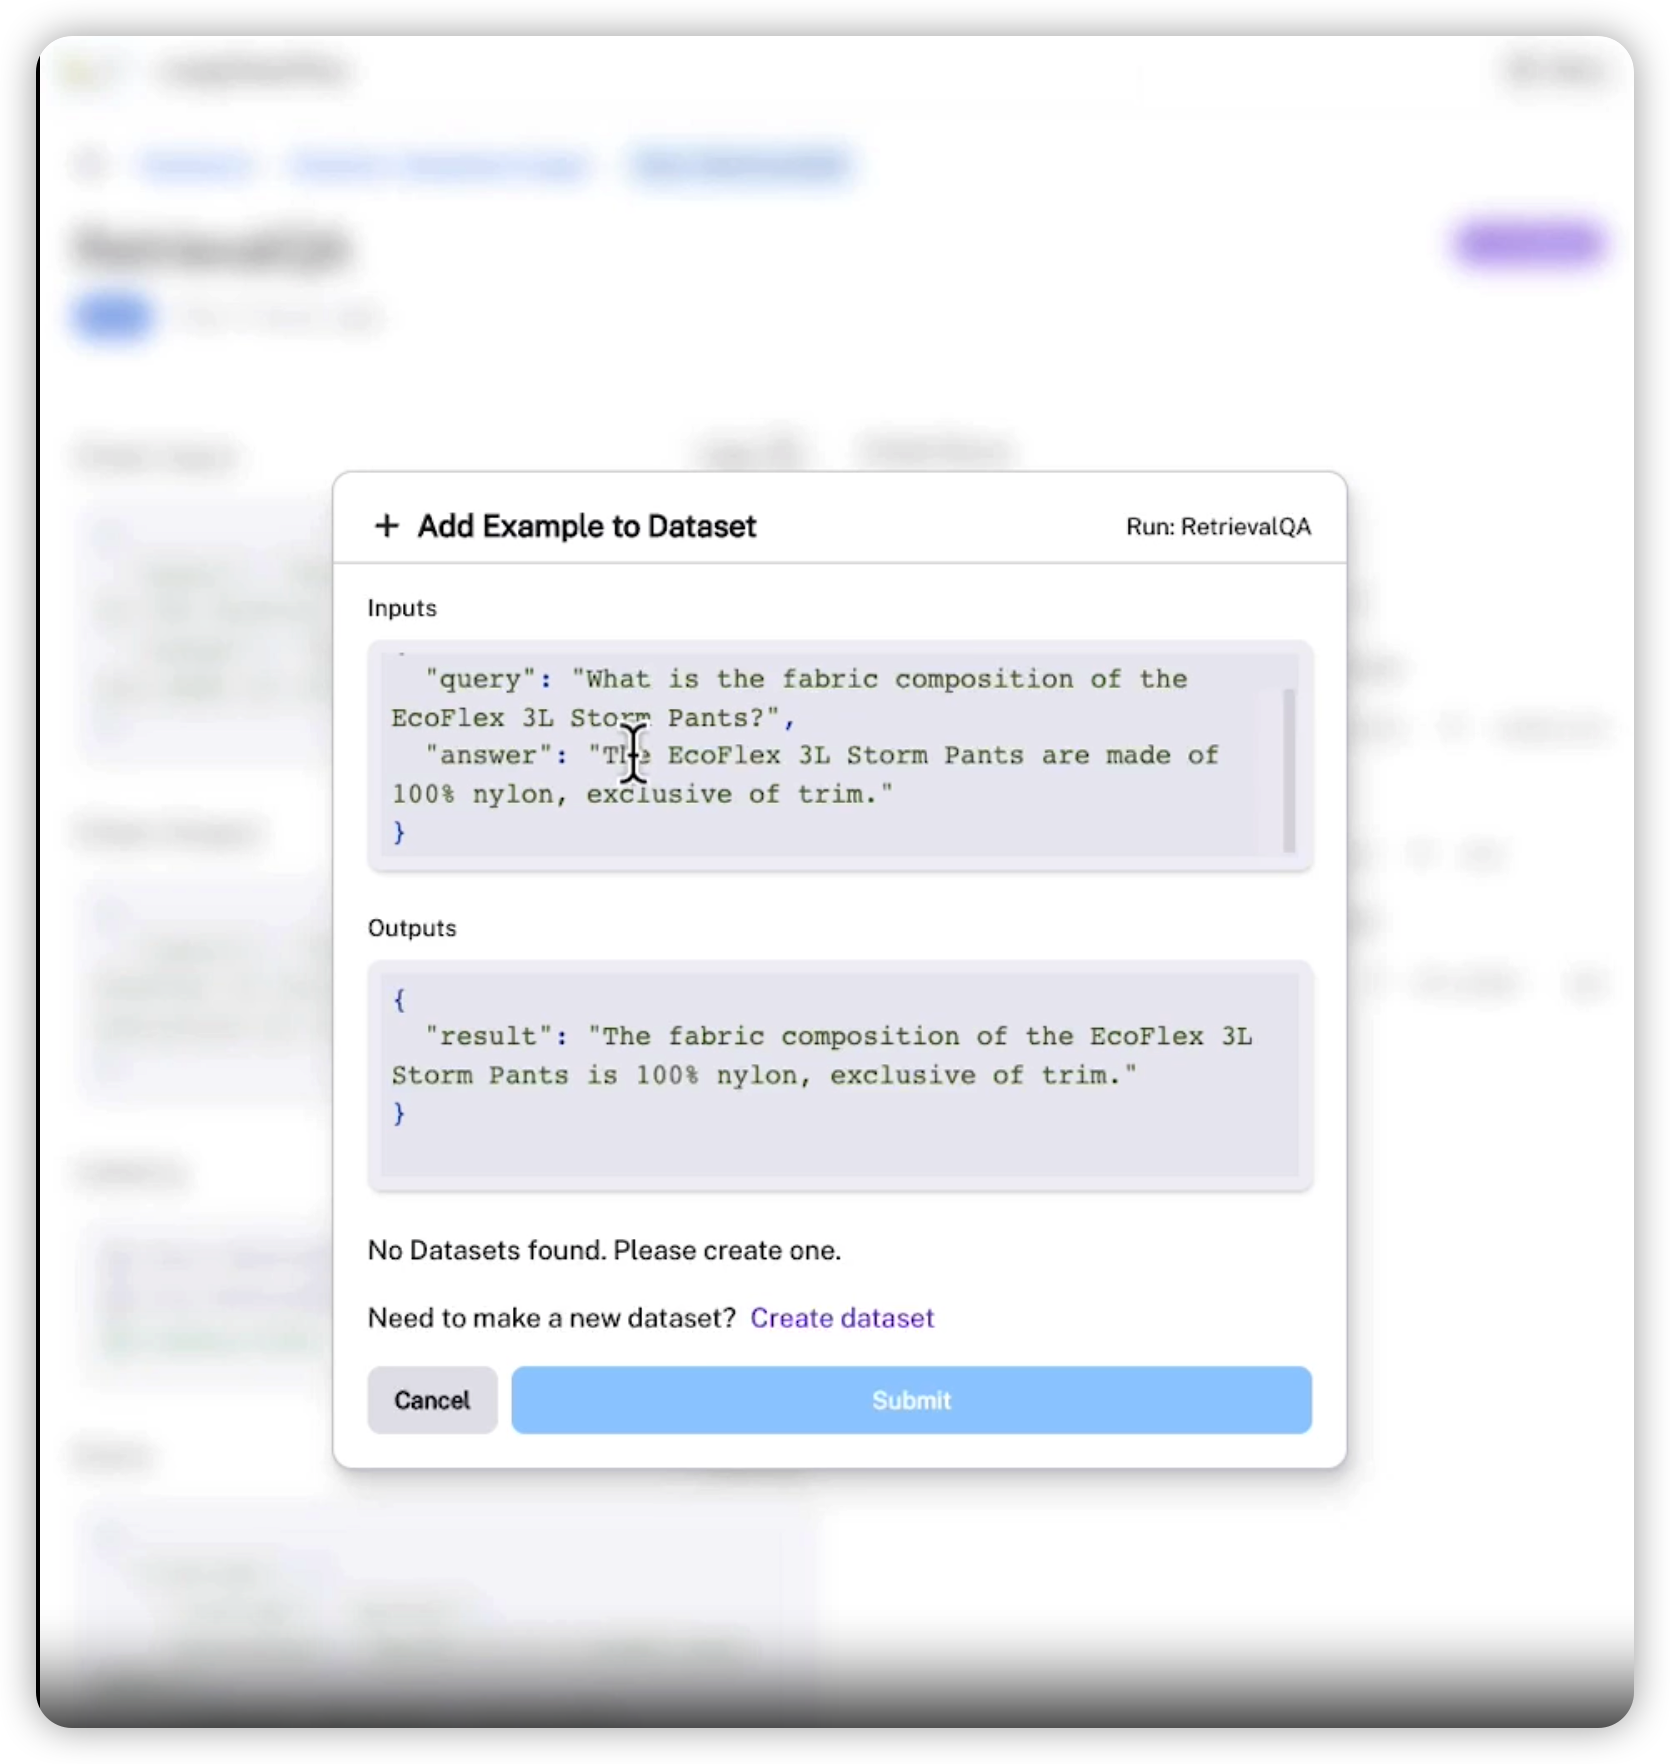 RetrievalQA
+ Add Example to Dataset
Run: RetrievalQA
Inputs
"query": "What is the fabric composition of the
EcoFlex 3L Storm Pants?",
"answer": "The EcoFlex 3L Storm Pants are made of
100% nylon, exclusive of trim."
}
Outputs
{
"result": "The fabric composition of the EcoFlex 3L
Storm Pants is 100% nylon, exclusive of trim."
}
No Datasets found. Please create one.
Need to make a new dataset? Create dataset
Cancel
Submit